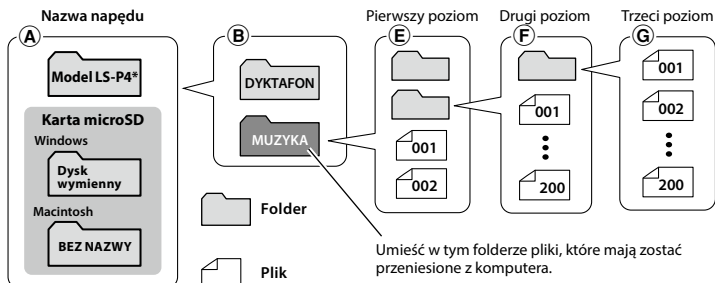 Nazwa napędu
A
Model LS-P4*
Karta microSD
Windows
Dysk
wymienny
Macintosh
BEZ NAZWY
B
DYKTAFON
MUZYKA
Folder
Plik
Pierwszy poziom
E
001
002
Drugi poziom
F
001
200
Trzeci poziom
G
001
002
200
Umieść w tym folderze pliki, które mają zostać
przeniesione z komputera.